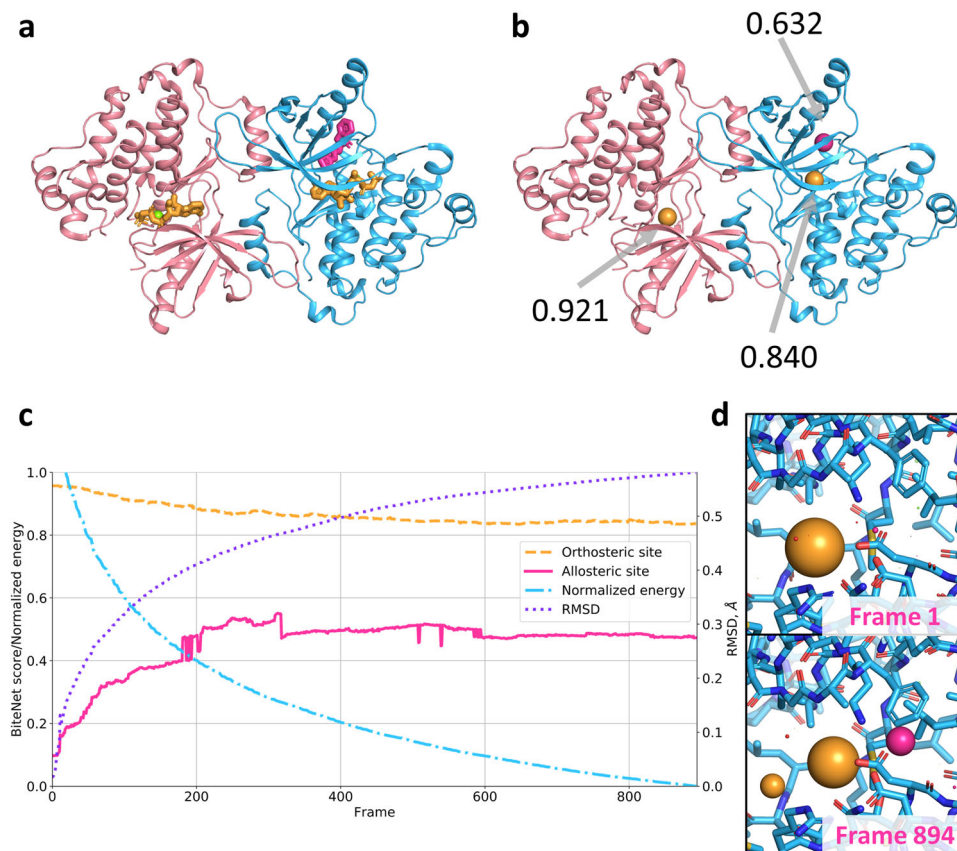 a
b
0.632
0.921
0.840
c
d
1.0
0.8
0.6
0.4
0.2
0.0
BiteNet score/Normalized energy
0
200
400
600
800
Frame
0.5
0.4
0.3
0.2
0.1
0.0
RMSD, Å
Orthosteric site
Allosteric site
Normalized energy
RMSD
Frame 1
Frame 894